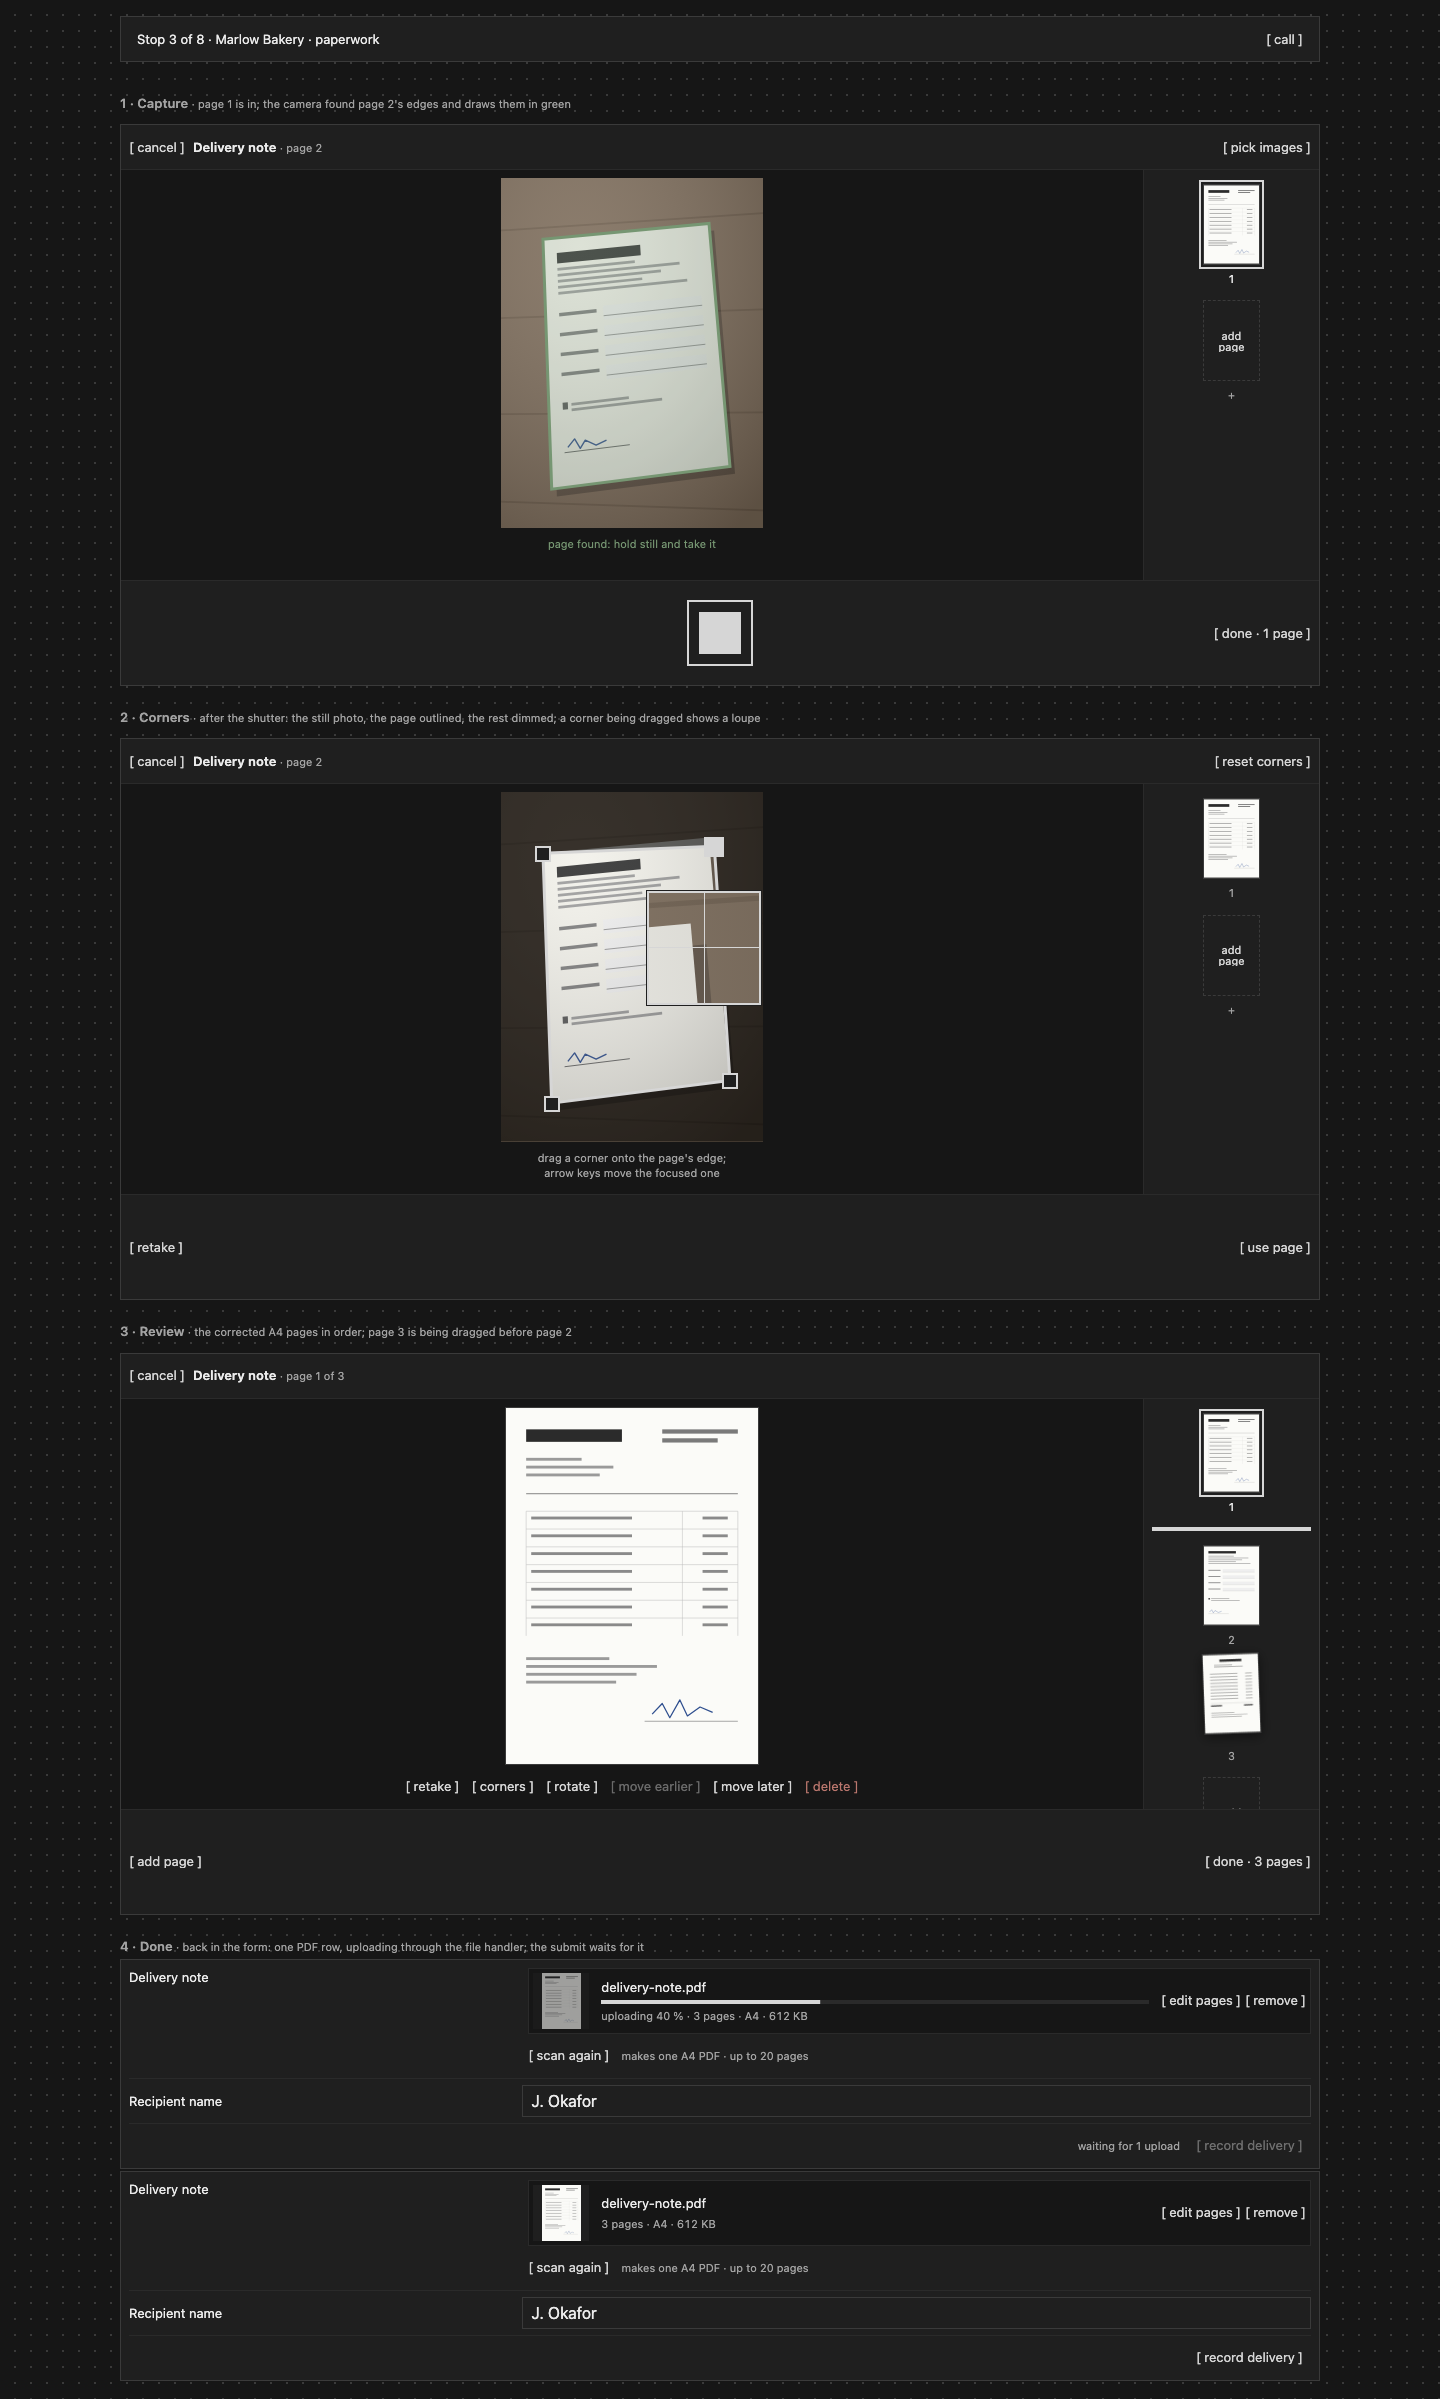 Stop 3 of 8 · Marlow Bakery · paperwork
[ call ]
1 · Capture · page 1 is in; the camera found page 2's edges and draws them in green
[ cancel ] Delivery note · page 2
[ pick images ]
1
add
page
+
page found: hold still and take it
[ done · 1 page ]
2 · Corners · after the shutter: the still photo, the page outlined, the rest dimmed; a corner being dragged shows a loupe
[ cancel ] Delivery note · page 2
[ reset corners ]
1
add
page
+
drag a corner onto the page's edge;
arrow keys move the focused one
[ retake ]
[ use page ]
3 · Review · the corrected A4 pages in order; page 3 is being dragged before page 2
[ cancel ] Delivery note · page 1 of 3
1
2
3
[ retake ] [ corners ] [ rotate ] [ move earlier ] [ move later ] [ delete ]
[ add page ]
[ done · 3 pages ]
4 · Done · back in the form: one PDF row, uploading through the file handler; the submit waits for it
Delivery note
delivery-note.pdf
uploading 40 % · 3 pages · A4 · 612 KB
[ edit pages ] [ remove ]
[ scan again ] makes one A4 PDF · up to 20 pages
Recipient name
J. Okafor
waiting for 1 upload [ record delivery ]
Delivery note
delivery-note.pdf
3 pages · A4 · 612 KB
[ edit pages ] [ remove ]
[ scan again ] makes one A4 PDF · up to 20 pages
Recipient name
J. Okafor
[ record delivery ]